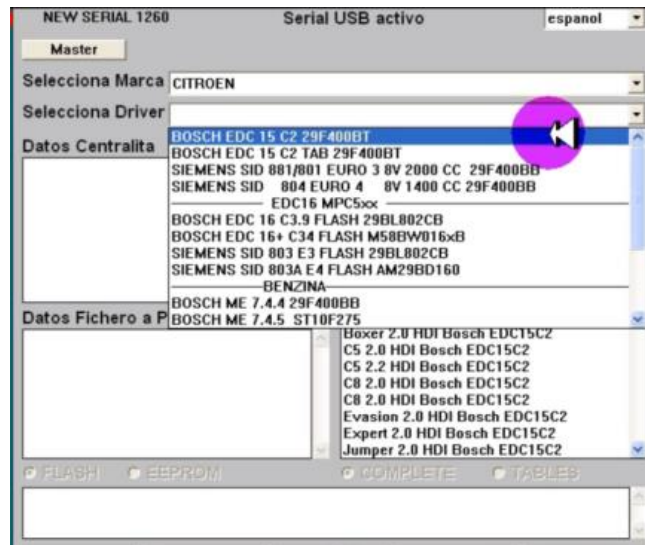 NEW SERIAL 1260 Serial USB activo espanol
Master
Selecciona Marca CITROEN
Selecciona Driver
Datos Centralita
BOSCH EDC 15 C2 29F400BT
BOSCH EDC 15 C2 TAB 29F400BT
SIEMENS SID 881/801 EURO 3 8V 2000 CC 29F400BB
SIEMENS SID 804 EURO 4 8V 1400 CC 29F400BB
EDC16 MPC5xx
BOSCH EDC 16 C3.9 FLASH 29BL802CB
BOSCH EDC 16+ C34 FLASH M58BW016xB
SIEMENS SID 803 E3 FLASH 29BL802CB
SIEMENS SID 803A E4 FLASH AM29BD160
BENZINA
BOSCH ME 7.4.4 29F400BB
BOSCH ME 7.4.5 ST10F275
Datos Fichero a P
Boxer 2.0 HDI Bosch EDC15C2
C5 2.0 HDI Bosch EDC15C2
C5 2.2 HDI Bosch EDC15C2
C8 2.0 HDI Bosch EDC15C2
C8 2.0 HDI Bosch EDC15C2
Evasion 2.0 HDI Bosch EDC15C2
Expert 2.0 HDI Bosch EDC15C2
Jumper 2.0 HDI Bosch EDC15C2
FLASH EEPROM COMPLETE TABLES